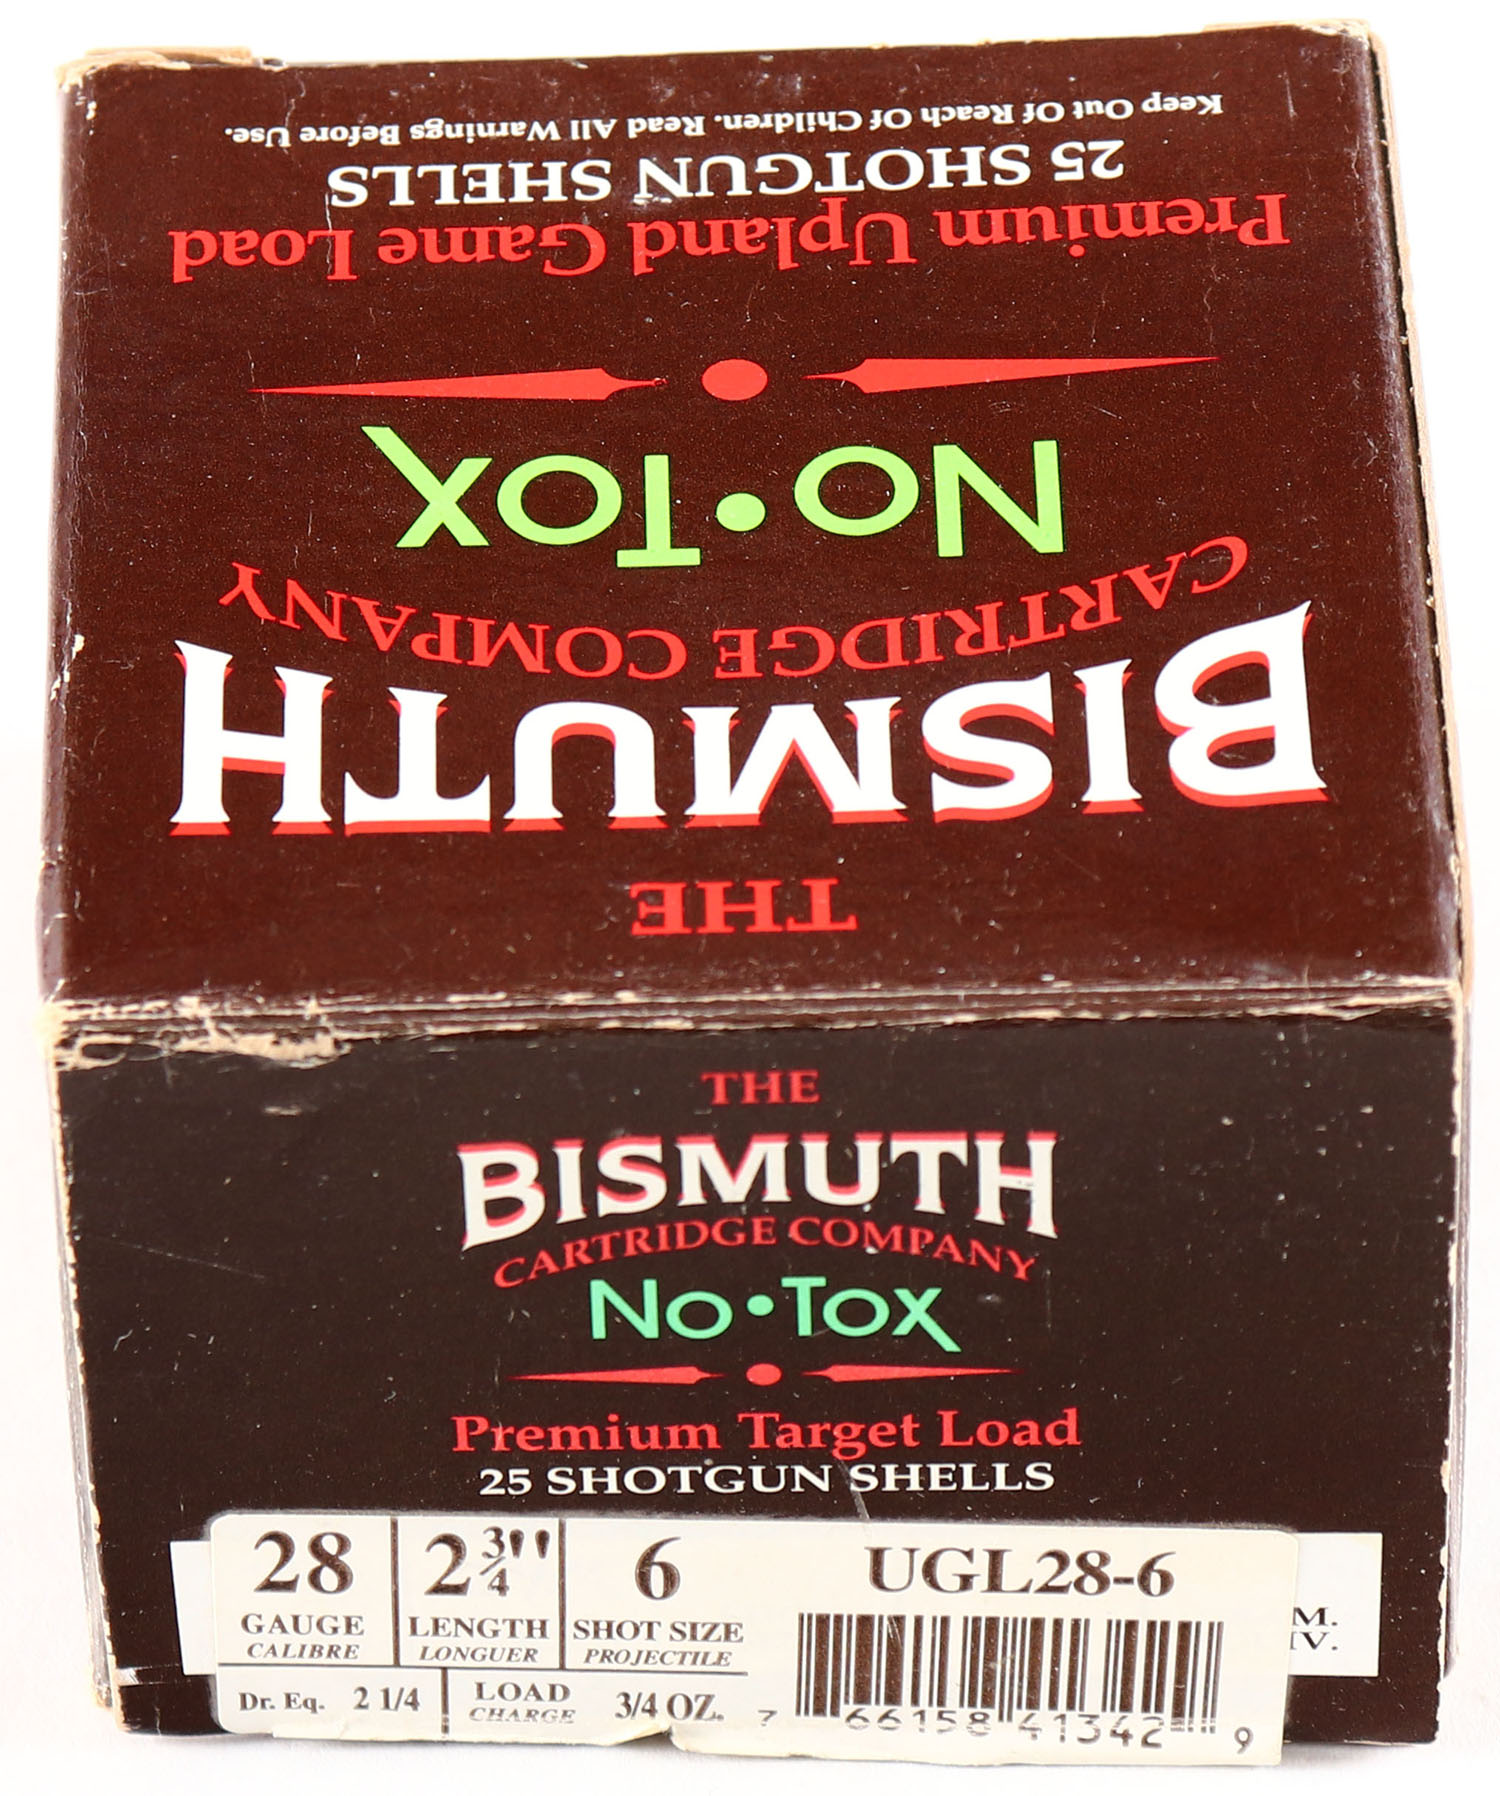 THE
BISMUTH
CARTRIDGE COMPANY
No•Tox
Premium Upland Game Load
25 SHOTGUN SHELLS
Keep Out Of Reach Of Children. Read All Warnings Before Use.
THE
BISMUTH
CARTRIDGE COMPANY
No•Tox
Premium Target Load
25 SHOTGUN SHELLS
28
GAUGE
CALIBRE
2 3/4"
LENGTH
LONGUER
6
SHOT SIZE
PROJECTILE
UGL28-6
M.
IV.
Dr. Eq. 2 1/4
LOAD
CHARGE
3/4 OZ.
7 66158 41342 9